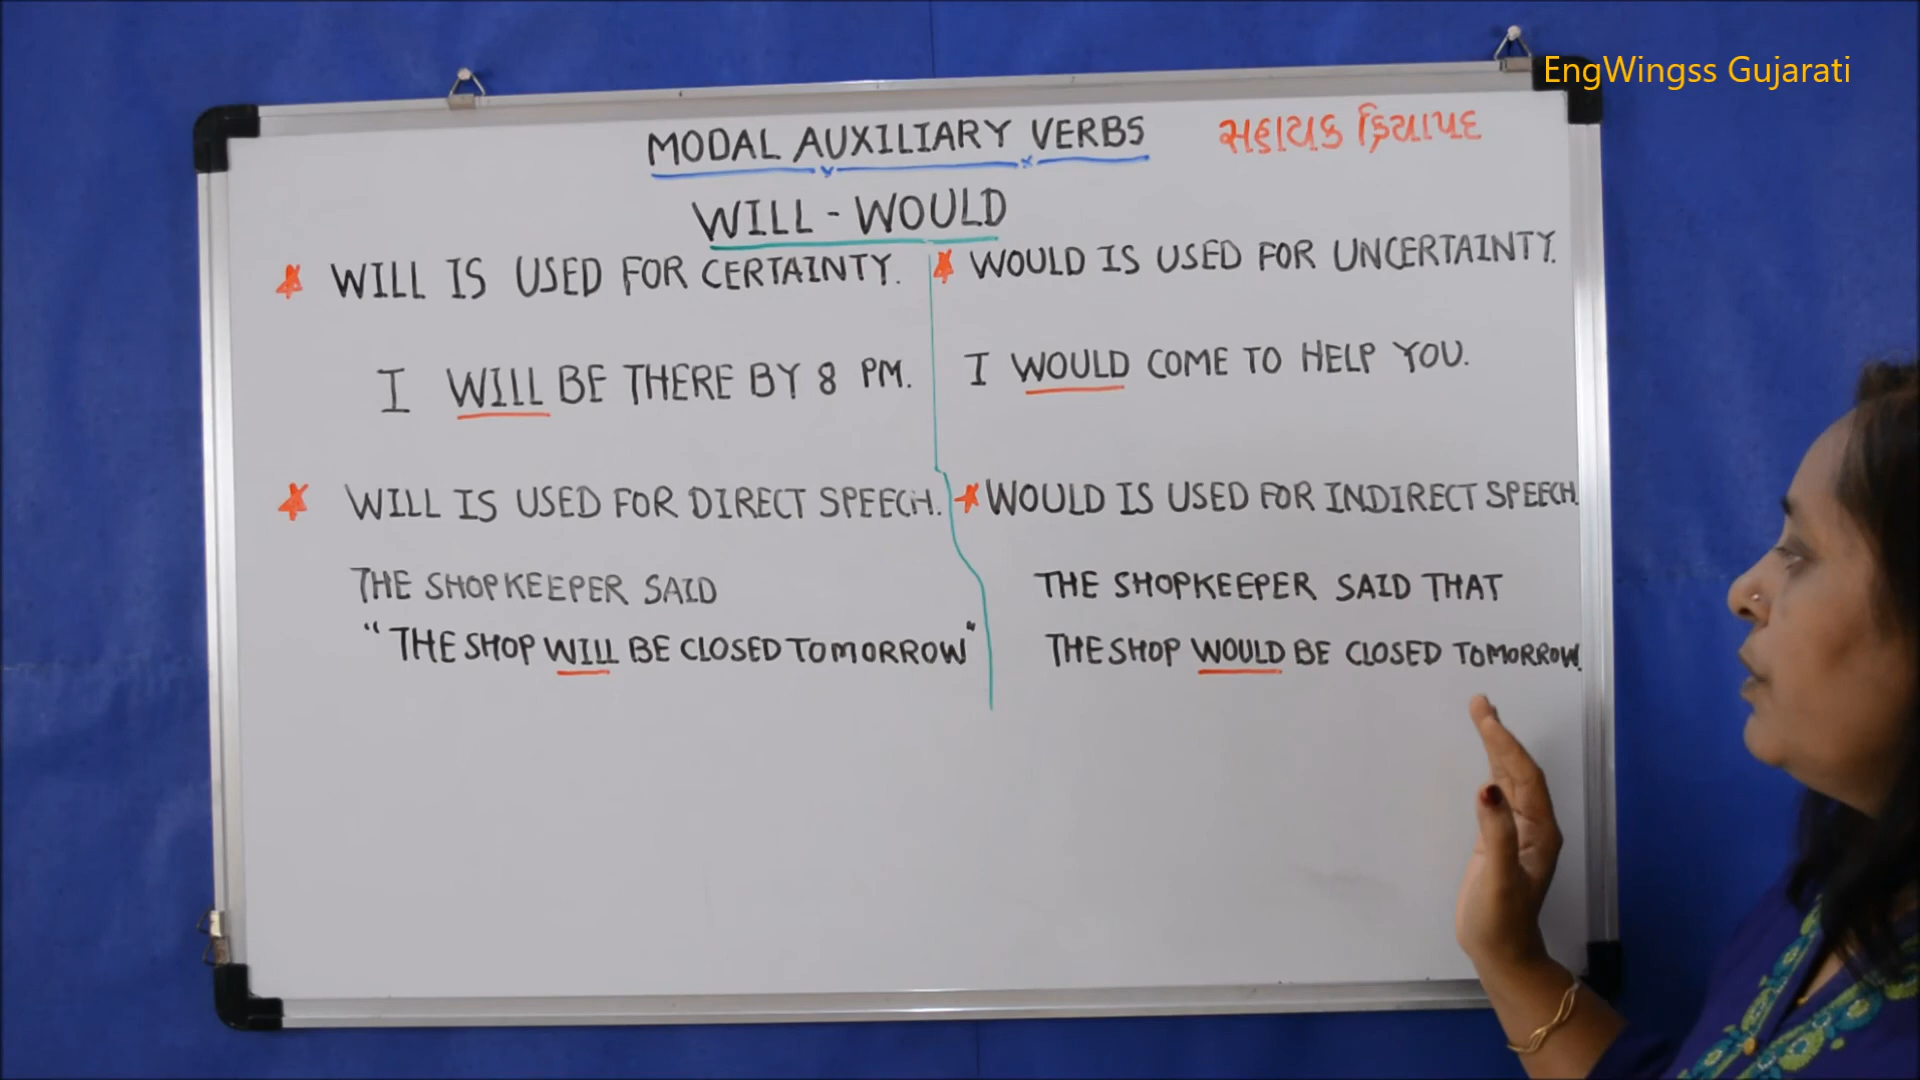 EngWingss Gujarati
MODAL AUXILIARY VERBS સહાયક ક્રિયાપદ
WILL - WOULD
WILL IS USED FOR CERTAINTY.
I WILL BE THERE BY 8 PM.
WILL IS USED FOR DIRECT SPEECH.
THE SHOPKEEPER SAID
"THE SHOP WILL BE CLOSED TOMORROW"
WOULD IS USED FOR UNCERTAINTY.
I WOULD COME TO HELP YOU.
WOULD IS USED FOR INDIRECT SPEECH.
THE SHOPKEEPER SAID THAT
THE SHOP WOULD BE CLOSED TOMORROW.